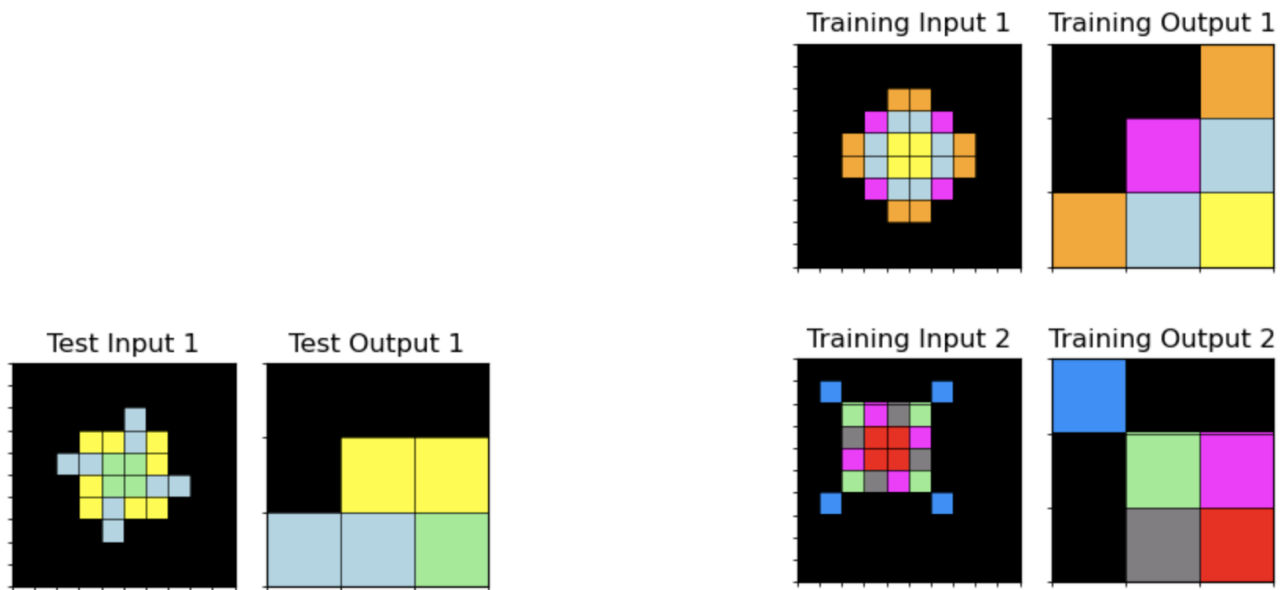 Training Input 1
Training Output 1
Test Input 1
Test Output 1
Training Input 2
Training Output 2